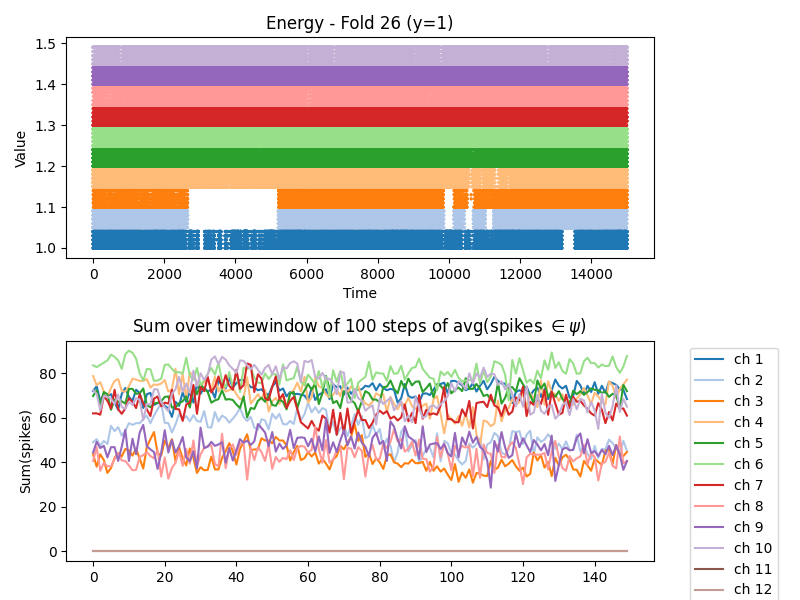 Energy - Fold 26 (y=1)
1.5
1.4
1.3
1.2
1.1
1.0
Value
0 2000 4000 6000 8000 10000 12000 14000
Time
Sum over timewindow of 100 steps of avg(spikes ∈ ψ)
80
60
40
20
0
Sum(spikes)
0 20 40 60 80 100 120 140
ch 1
ch 2
ch 3
ch 4
ch 5
ch 6
ch 7
ch 8
ch 9
ch 10
ch 11
ch 12